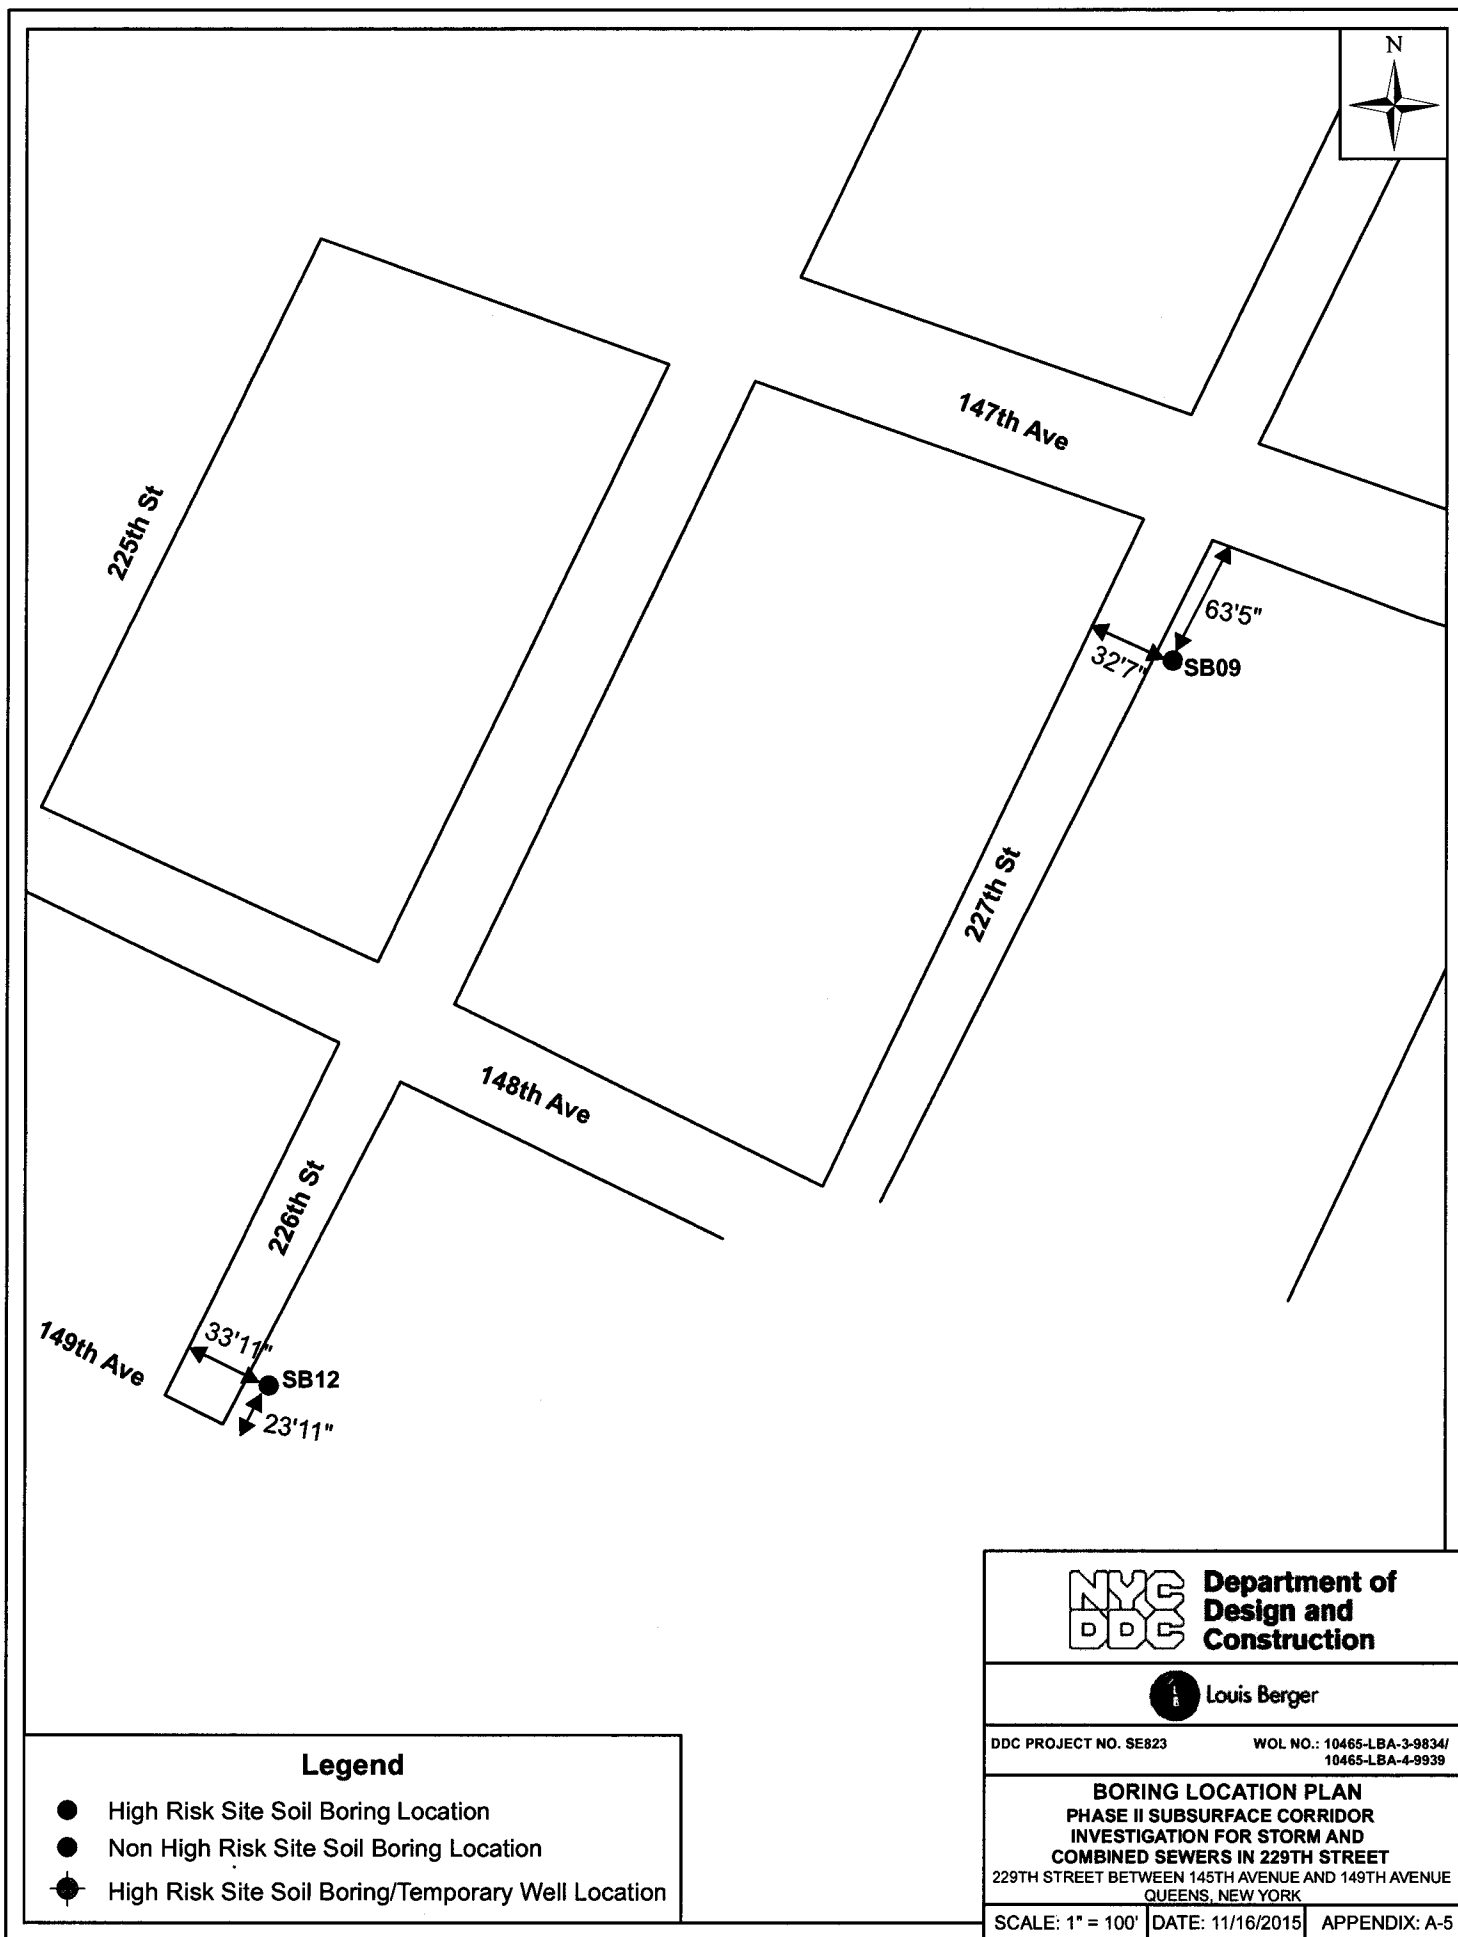 N
147th Ave
225th St
63'5"
32'7"
SB09
227th St
148th Ave
226th St
149th Ave
33'11"
SB12
23'11"
NYC
DDC
Department of
Design and
Construction
Louis Berger
DDC PROJECT NO. SE823
WOL NO.: 10465-LBA-3-9834/
10465-LBA-4-9939
BORING LOCATION PLAN
PHASE II SUBSURFACE CORRIDOR
INVESTIGATION FOR STORM AND
COMBINED SEWERS IN 229TH STREET
229TH STREET BETWEEN 145TH AVENUE AND 149TH AVENUE
QUEENS, NEW YORK
SCALE: 1" = 100'
DATE: 11/16/2015
APPENDIX: A-5
Legend
High Risk Site Soil Boring Location
Non High Risk Site Soil Boring Location
High Risk Site Soil Boring/Temporary Well Location